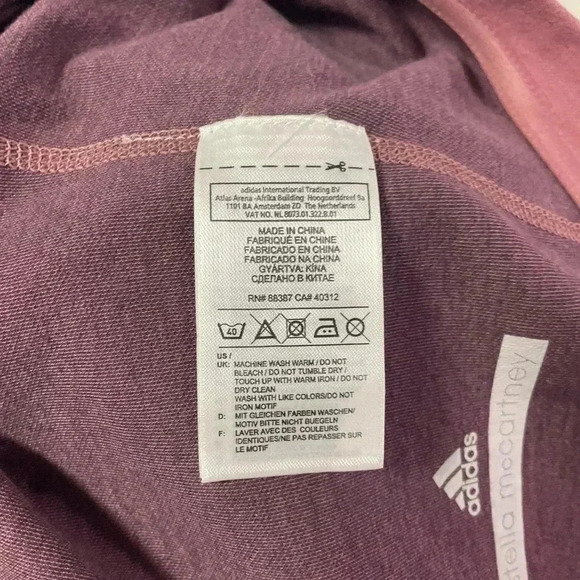 adidas International Trading BV
Atlas Arena -Afrika Building Hoogoorddreef 9a
1101 BA Amsterdam ZO The Netherlands
VAT NO. NL 8073.01.322.B.01
MADE IN CHINA
FABRIQUÉ EN CHINE
FABRICADO EN CHINA
FABRICADO NA CHINA
GYÁRTVA: KÍNA
СДЕЛАНО В КИТАЕ
RN# 88387 CA# 40312
40
US /
UK: MACHINE WASH WARM / DO NOT
BLEACH / DO NOT TUMBLE DRY /
TOUCH UP WITH WARM IRON / DO NOT
DRY CLEAN
WASH WITH LIKE COLORS/DO NOT
IRON MOTIF
D: MIT GLEICHEN FARBEN WASCHEN/
MOTIV BITTE NICHT BUEGELN
F: LAVER AVEC DES COULEURS
IDENTIQUES/NE PAS REPASSER SUR
LE MOTIF
adidas
stella mccartney